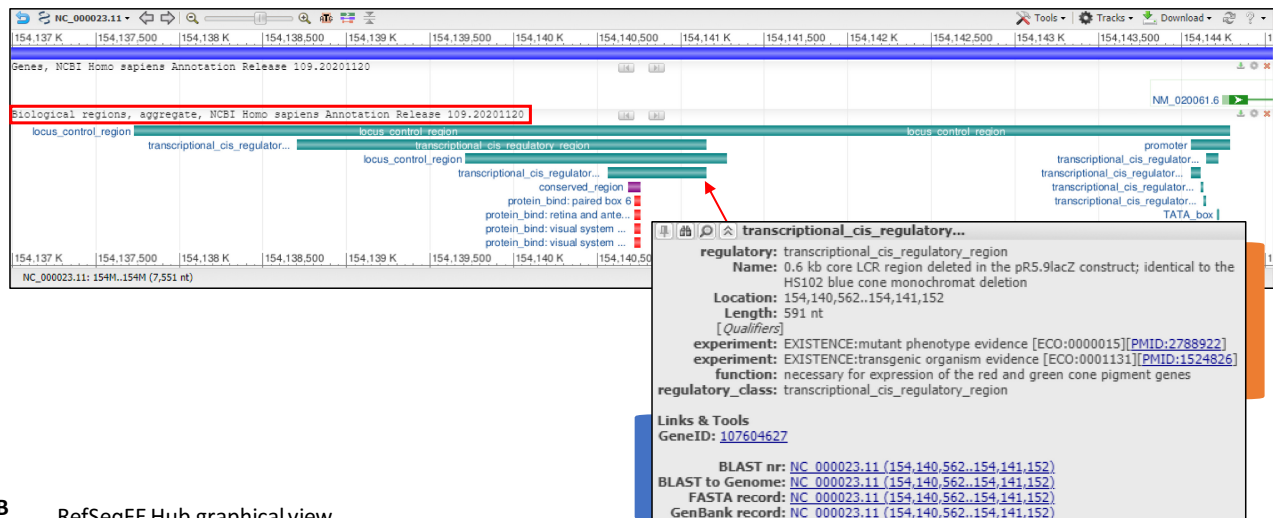 NC_000023.11 Tools Tracks Download ?
154,137 K 154,137,500 154,138 K 154,138,500 154,139 K 154,139,500 154,140 K 154,140,500 154,141 K 154,141,500 154,142 K 154,142,500 154,143 K 154,143,500 154,144 K 1
Genes, NCBI Homo sapiens Annotation Release 109.20201120
NM_020061.6
Biological regions, aggregate, NCBI Homo sapiens Annotation Release 109.20201120
locus_control_region locus_control_region locus_control_region
transcriptional_cis_regulator... transcriptional_cis_regulatory_region promoter
locus_control_region transcriptional_cis_regulator...
transcriptional_cis_regulator... transcriptional_cis_regulator...
conserved_region transcriptional_cis_regulator...
protein_bind: paired box 6 transcriptional_cis_regulator...
protein_bind: retina and ante... TATA_box
protein_bind: visual system ...
protein_bind: visual system ...
154,137 K 154,137,500 154,138 K 154,138,500 154,139 K 154,139,500 154,140 K 154,140,50
NC_000023.11: 154M..154M (7,551 nt)
transcriptional_cis_regulatory...
regulatory: transcriptional_cis_regulatory_region
Name: 0.6 kb core LCR region deleted in the pR5.9lacZ construct; identical to the
HS102 blue cone monochromat deletion
Location: 154,140,562..154,141,152
Length: 591 nt
[Qualifiers]
experiment: EXISTENCE:mutant phenotype evidence [ECO:0000015][PMID:2788922]
experiment: EXISTENCE:transgenic organism evidence [ECO:0001131][PMID:1524826]
function: necessary for expression of the red and green cone pigment genes
regulatory_class: transcriptional_cis_regulatory_region
Links & Tools
GeneID: 107604627
BLAST nr: NC_000023.11 (154,140,562..154,141,152)
BLAST to Genome: NC_000023.11 (154,140,562..154,141,152)
FASTA record: NC_000023.11 (154,140,562..154,141,152)
GenBank record: NC_000023.11 (154,140,562..154,141,152)
B
RefSeqFE Hub graphical view